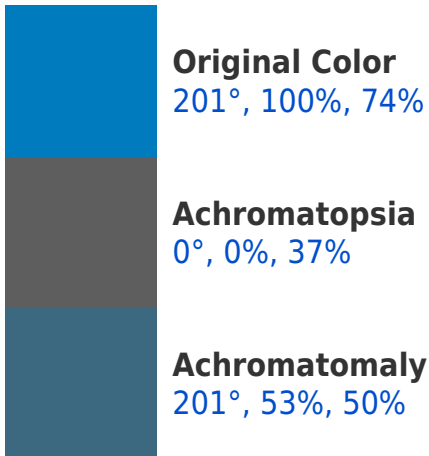 Original Color
201°, 100%, 74%
Achromatopsia
0°, 0%, 37%
Achromatomaly
201°, 53%, 50%